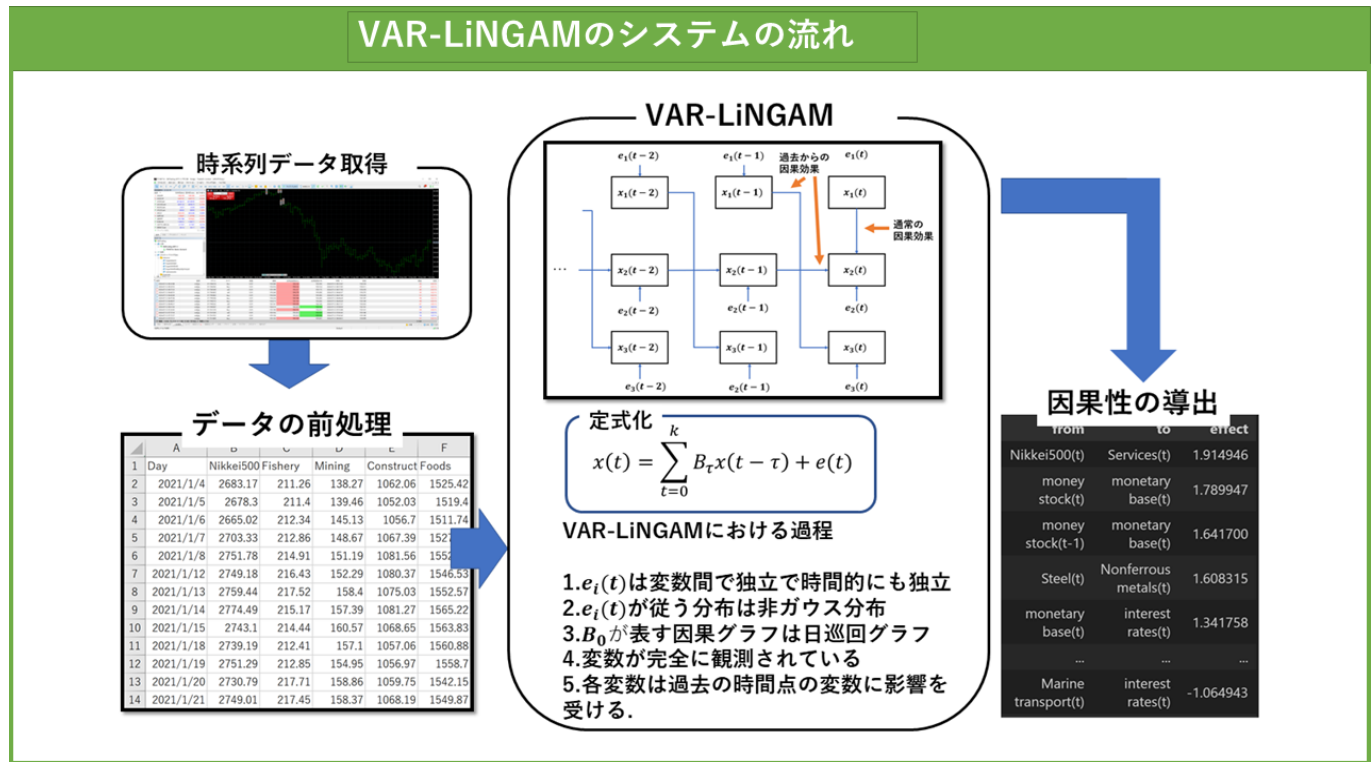 VAR-LiNGAMのシステムの流れ
時系列データ取得
データの前処理
A B C D E F
1 Day Nikkei500 Fishery Mining Construct Foods
2 2021/1/4 2683.17 211.26 138.27 1062.06 1525.42
3 2021/1/5 2678.3 211.4 139.46 1052.03 1519.4
4 2021/1/6 2665.02 212.34 145.13 1056.7 1511.74
5 2021/1/7 2703.33 212.86 148.67 1067.39
6 2021/1/8 2751.78 214.91 151.19 1081.56
7 2021/1/12 2749.18 216.43 152.29 1080.37 1546.53
8 2021/1/13 2759.44 217.52 158.4 1075.03 1552.57
9 2021/1/14 2774.49 215.17 157.39 1081.27 1565.22
10 2021/1/15 2743.1 214.44 160.57 1068.65 1563.83
11 2021/1/18 2739.19 212.41 157.1 1057.06 1560.88
12 2021/1/19 2751.29 212.85 154.95 1056.97 1558.7
13 2021/1/20 2730.79 217.71 158.86 1059.75 1542.15
14 2021/1/21 2749.01 217.45 158.37 1068.19 1549.87
VAR-LiNGAM
e₁(t−2) e₁(t−1) e₁(t)
過去からの
因果効果
x₁(t−2) x₁(t−1) x₁(t)
通常の
因果効果
… x₂(t−2) x₂(t−1) x₂(t)
e₂(t−2) e₂(t−1) e₂(t)
x₃(t−2) x₃(t−1) x₃(t)
e₃(t−2) e₂(t−1) e₃(t)
定式化
x(t) = ∑_{t=0}^{k} B_τ x(t − τ) + e(t)
VAR-LiNGAMにおける過程
1.eᵢ(t)は変数間で独立で時間的にも独立
2.eᵢ(t)が従う分布は非ガウス分布
3.B₀が表す因果グラフは日巡回グラフ
4.変数が完全に観測されている
5.各変数は過去の時間点の変数に影響を
受ける.
因果性の導出
from to effect
Nikkei500(t) Services(t) 1.914946
money stock(t) monetary base(t) 1.789947
money stock(t-1) monetary base(t) 1.641700
Steel(t) Nonferrous metals(t) 1.608315
monetary base(t) interest rates(t) 1.341758
... ... ...
Marine transport(t) interest rates(t) -1.064943